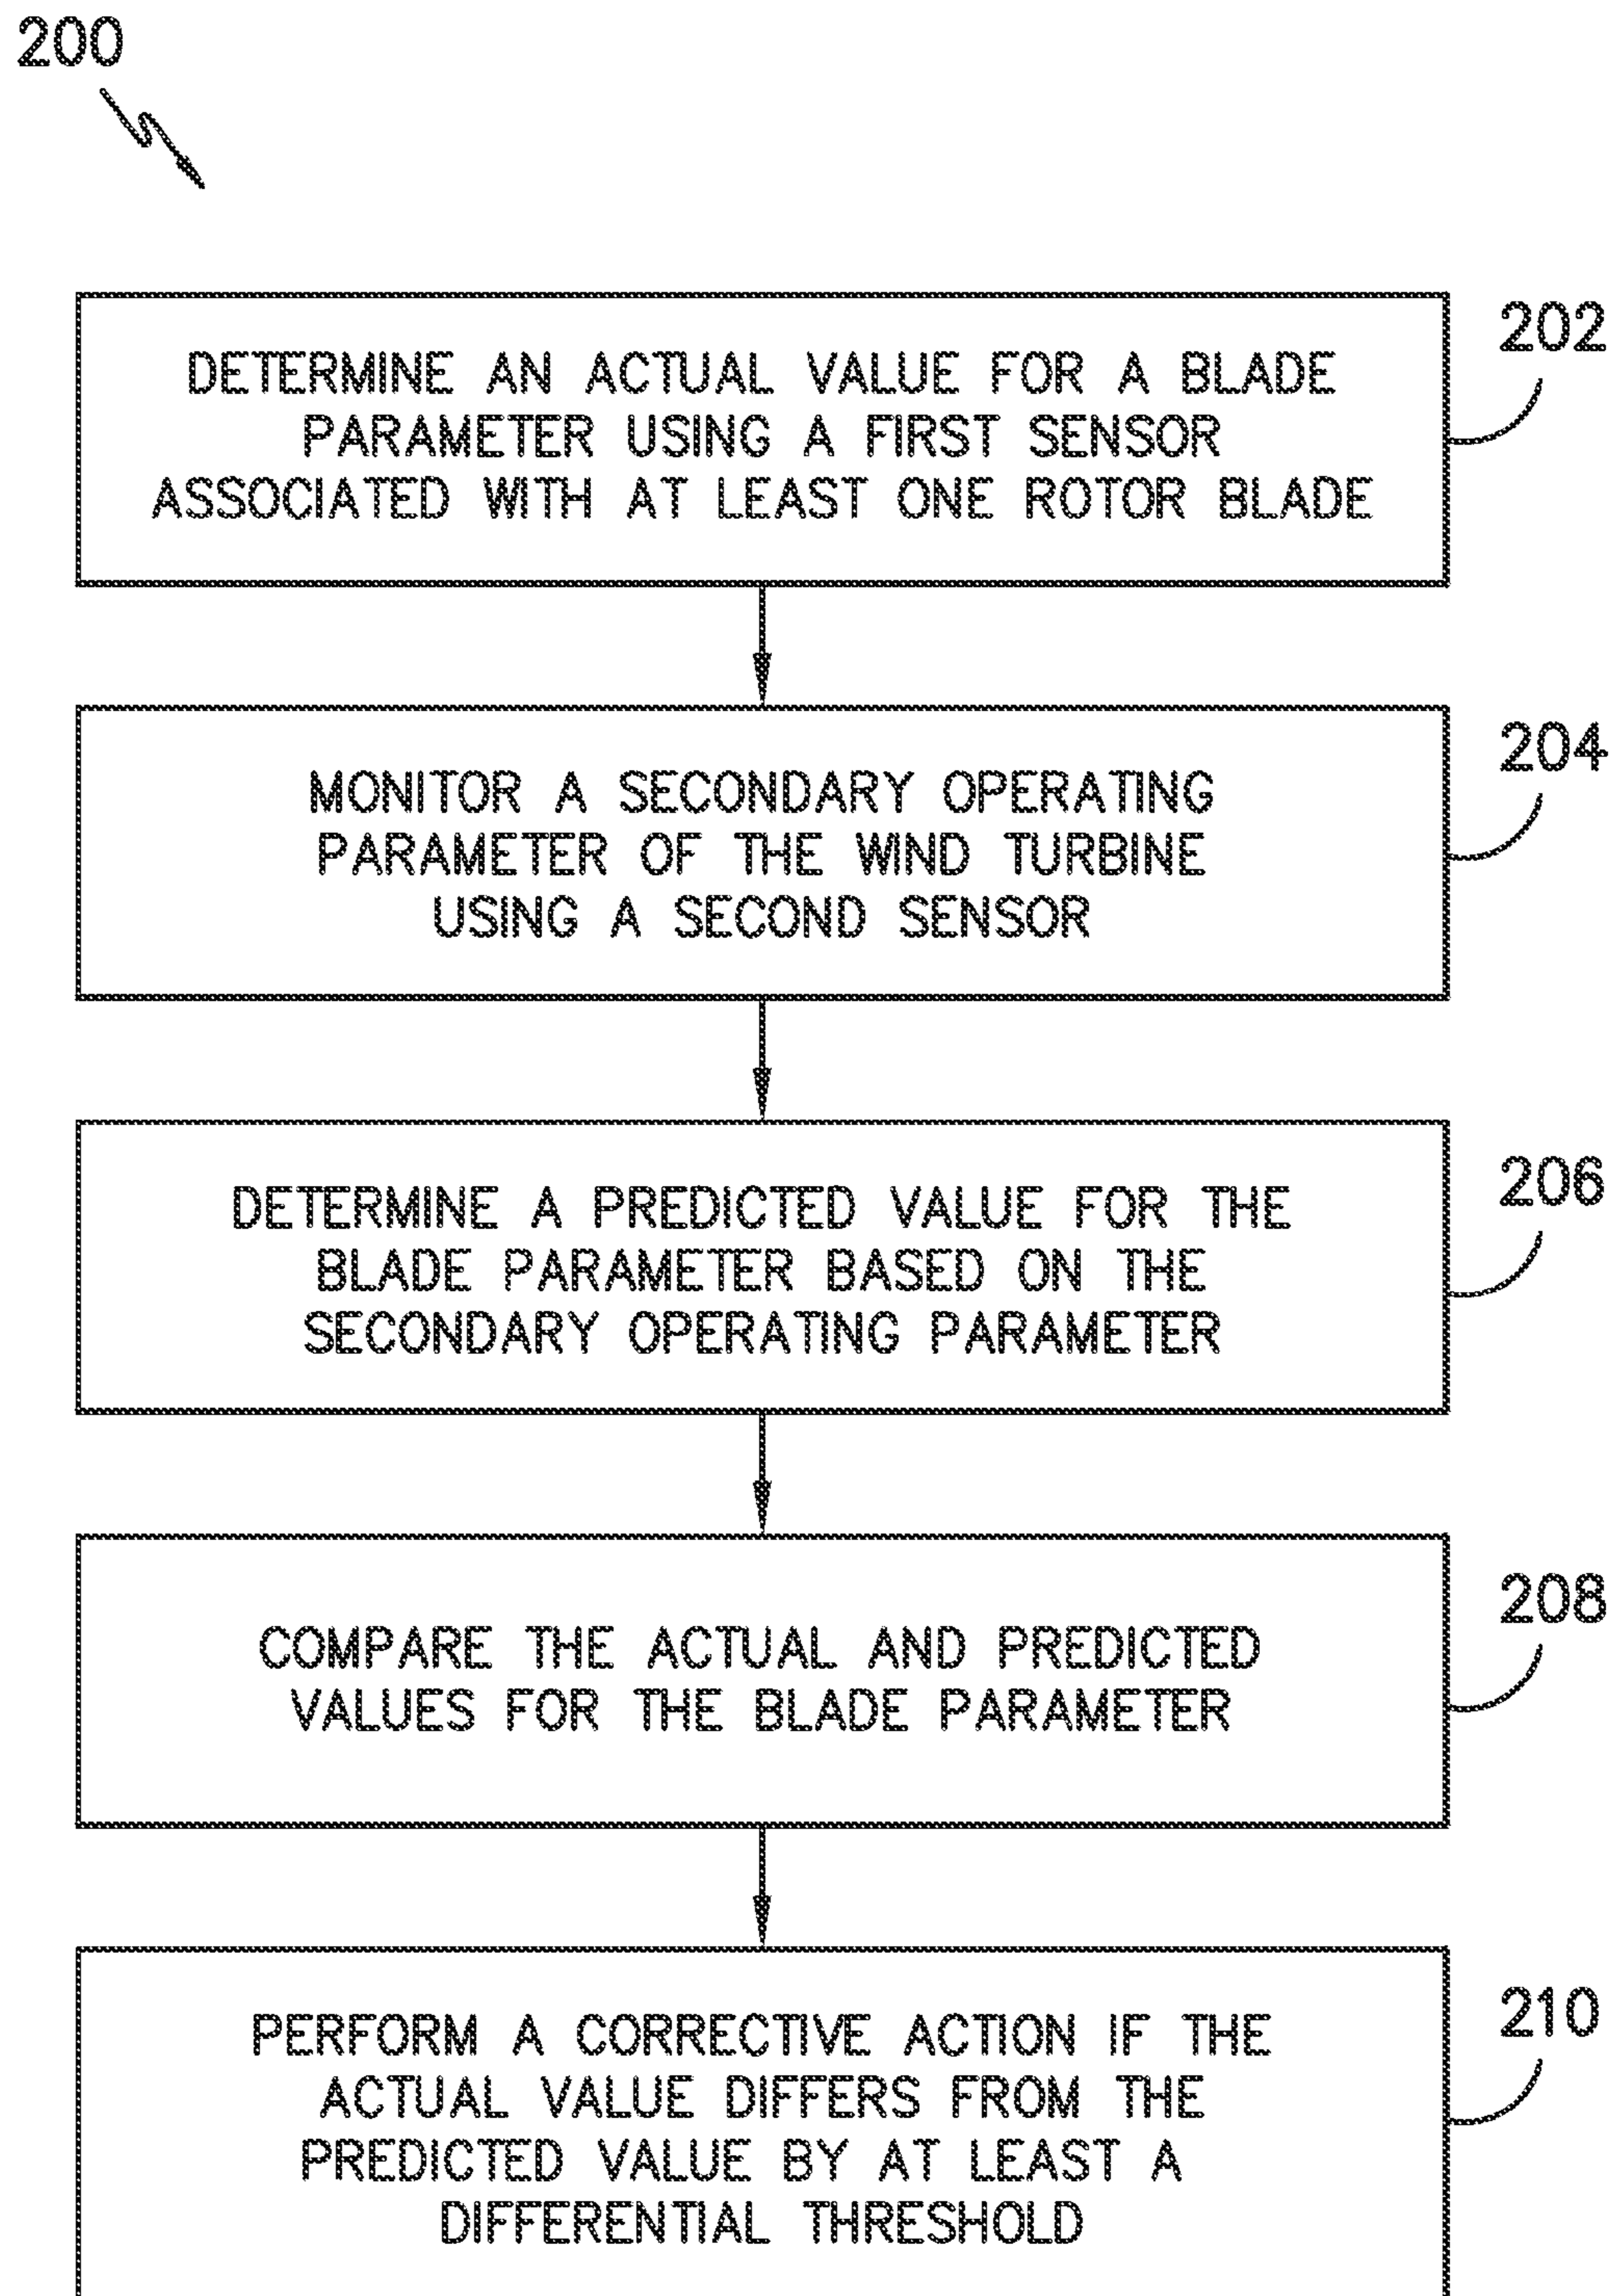 200
DETERMINE AN ACTUAL VALUE FOR A BLADE
PARAMETER USING A FIRST SENSOR
ASSOCIATED WITH AT LEAST ONE ROTOR BLADE
202
MONITOR A SECONDARY OPERATING
PARAMETER OF THE WIND TURBINE
USING A SECOND SENSOR
204
DETERMINE A PREDICTED VALUE FOR THE
BLADE PARAMETER BASED ON THE
SECONDARY OPERATING PARAMETER
206
COMPARE THE ACTUAL AND PREDICTED
VALUES FOR THE BLADE PARAMETER
208
PERFORM A CORRECTIVE ACTION IF THE
ACTUAL VALUE DIFFERS FROM THE
PREDICTED VALUE BY AT LEAST A
DIFFERENTIAL THRESHOLD
210